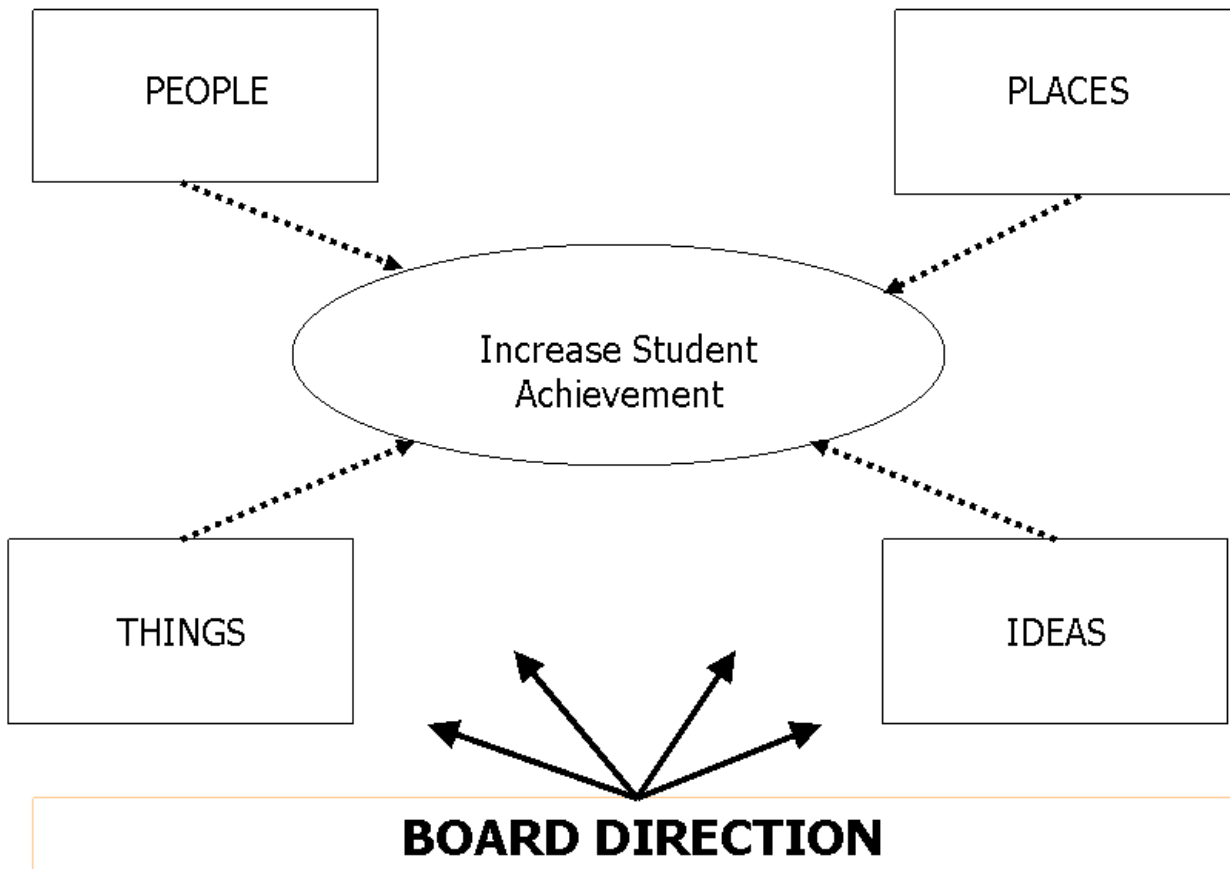 PEOPLE
PLACES
Increase Student
Achievement
THINGS
IDEAS
BOARD DIRECTION